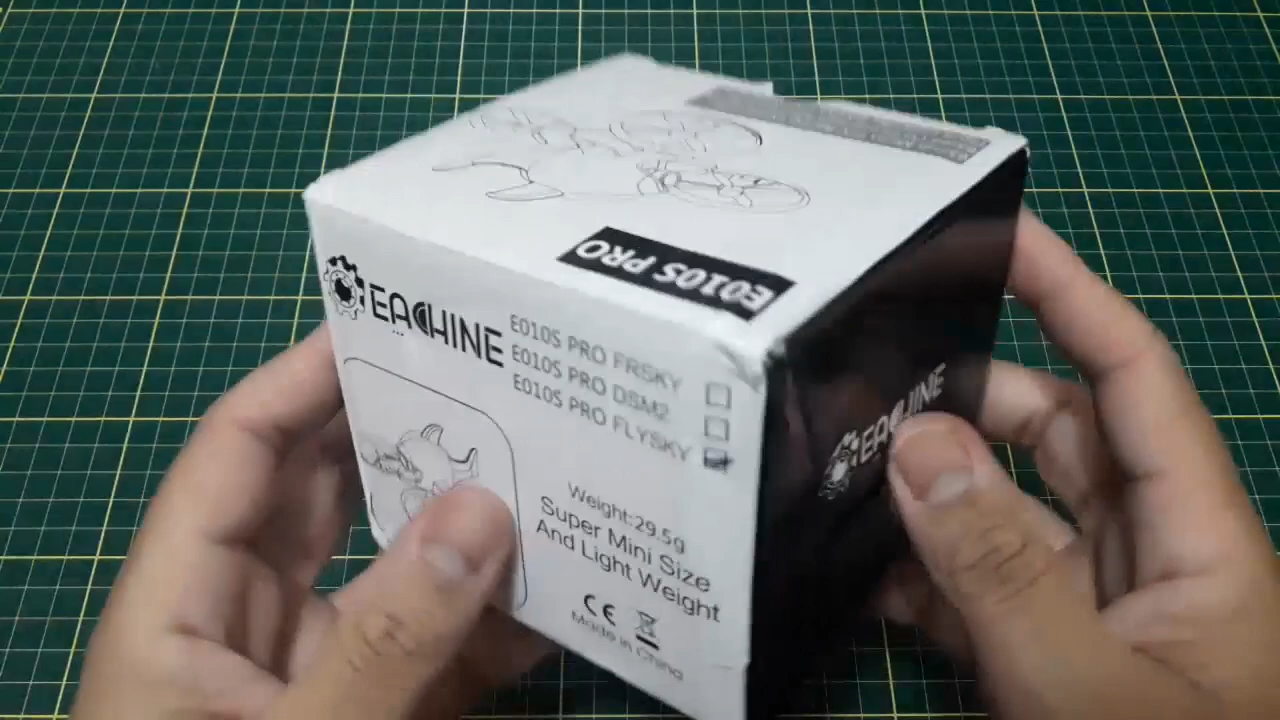 E010S PRO
EACHINE
E010S PRO FRSKY
E010S PRO DSM2
E010S PRO FLYSKY
Weight:29.5g
Super Mini Size
And Light Weight
CE
Made in China
EACHINE